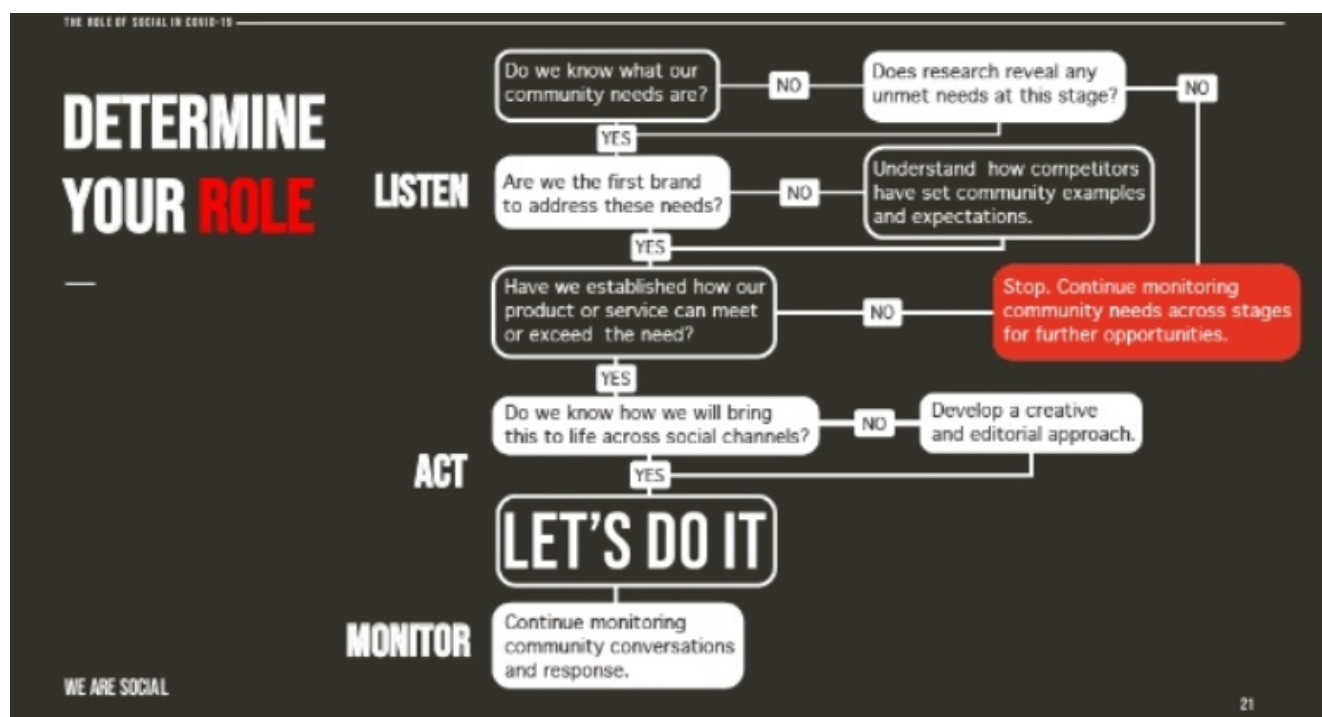 THE ROLE OF SOCIAL IN COVID-19
DETERMINE
YOUR ROLE
LISTEN
Do we know what our
community needs are?
NO
Does research reveal any
unmet needs at this stage?
NO
YES
Are we the first brand
to address these needs?
NO
Understand how competitors
have set community examples
and expectations.
YES
Have we established how our
product or service can meet
or exceed the need?
NO
Stop. Continue monitoring
community needs across stages
for further opportunities.
YES
ACT
Do we know how we will bring
this to life across social channels?
NO
Develop a creative
and editorial approach.
YES
LET'S DO IT
MONITOR
Continue monitoring
community conversations
and response.
WE ARE SOCIAL
21